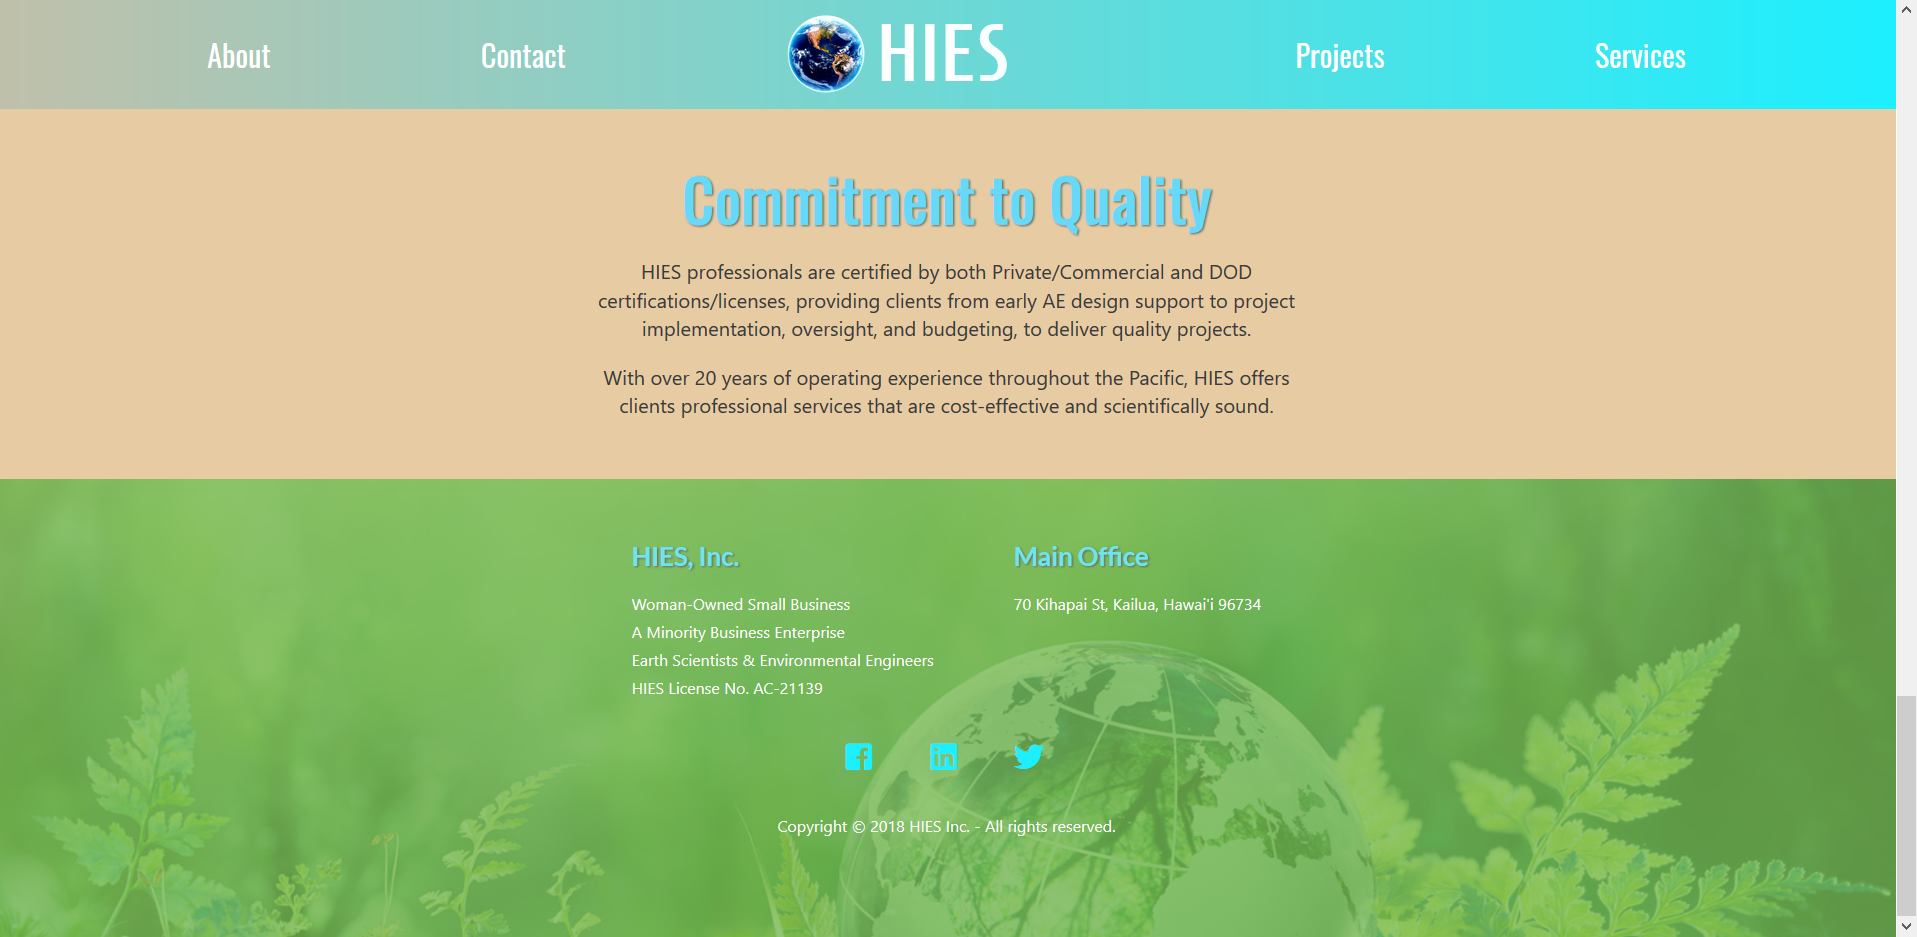 About
Contact
HIES
Projects
Services
Commitment to Quality
HIES professionals are certified by both Private/Commercial and DOD
certifications/licenses, providing clients from early AE design support to project
implementation, oversight, and budgeting, to deliver quality projects.
With over 20 years of operating experience throughout the Pacific, HIES offers
clients professional services that are cost-effective and scientifically sound.
HIES, Inc.
Woman-Owned Small Business
A Minority Business Enterprise
Earth Scientists & Environmental Engineers
HIES License No. AC-21139
Main Office
70 Kihapai St, Kailua, Hawai'i 96734
Copyright © 2018 HIES Inc. - All rights reserved.